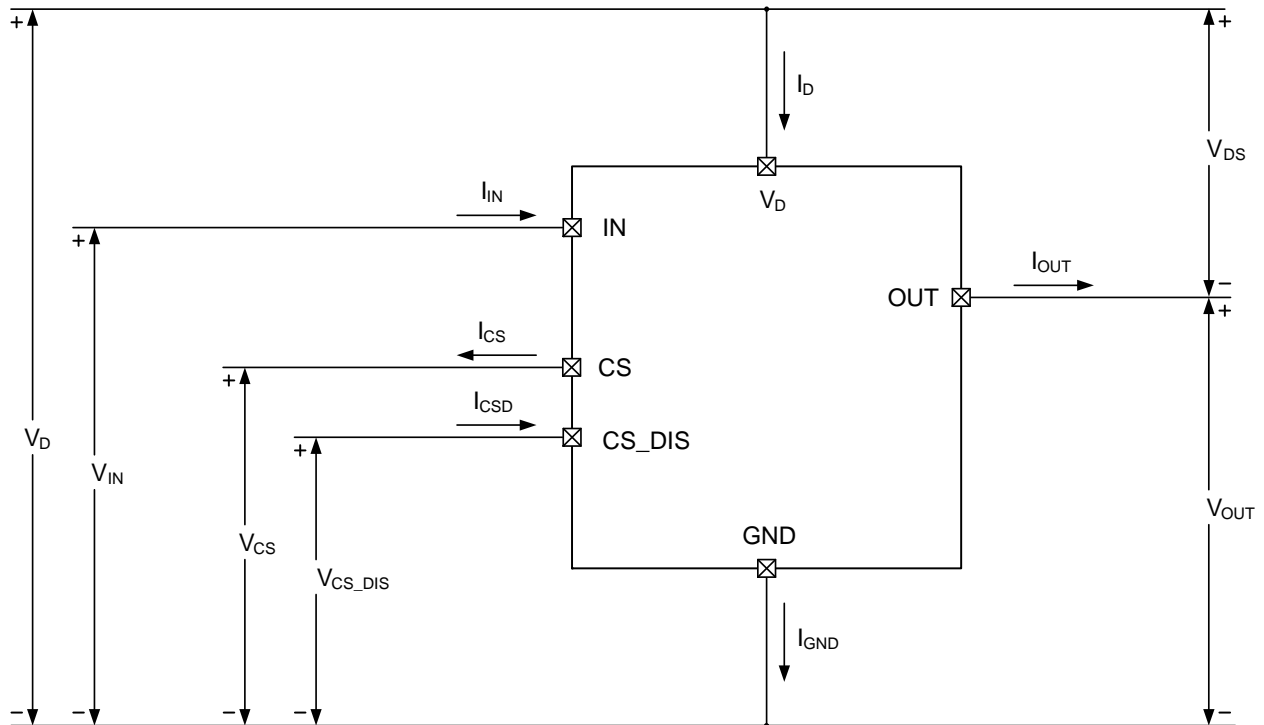 +
+
I_D
V_DS
V_D
I_IN
+
IN
I_OUT
OUT
−
+
I_CS
+
CS
I_CSD
V_D
+
CS_DIS
V_IN
V_OUT
GND
V_CS
V_CS_DIS
I_GND
−
−
−
−
−